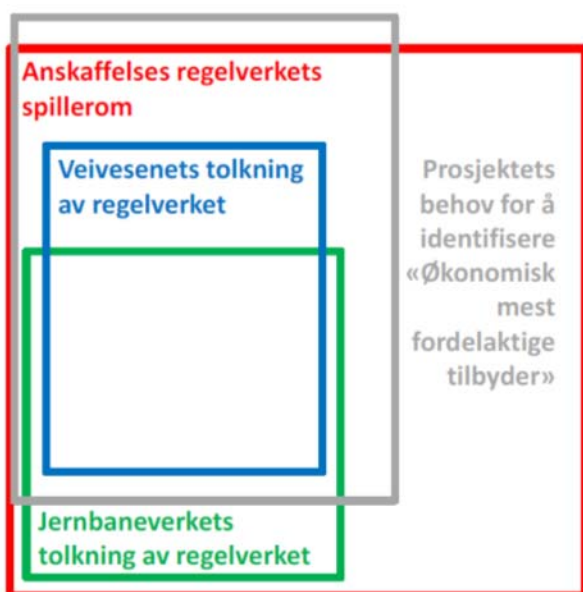 Anskaffelses regelverkets
spillerom
Veivesenets tolkning
av regelverket
Prosjektets
behov for å
identifisere
«Økonomisk
mest
fordelaktige
tilbyder»
Jernbaneverkets
tolkning av regelverket